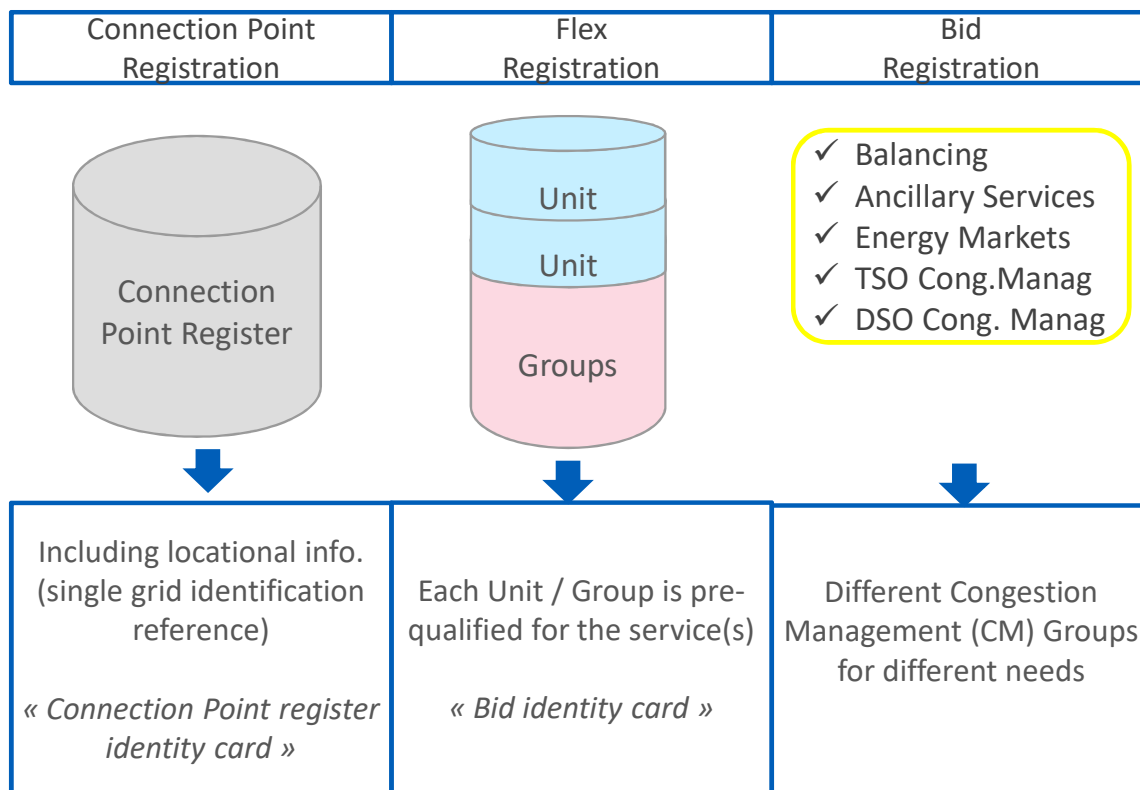 Connection Point
Registration
Flex
Registration
Bid
Registration
Connection
Point Register
Unit
Unit
Groups
✓ Balancing
✓ Ancillary Services
✓ Energy Markets
✓ TSO Cong.Manag
✓ DSO Cong. Manag
Including locational info.
(single grid identification
reference)
« Connection Point register
identity card »
Each Unit / Group is pre-
qualified for the service(s)
« Bid identity card »
Different Congestion
Management (CM) Groups
for different needs